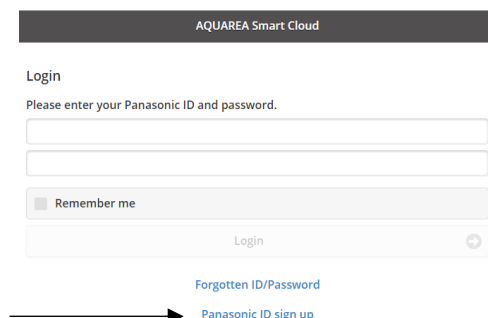 AQUAREA Smart Cloud
Login
Please enter your Panasonic ID and password.
Remember me
Login
Forgotten ID/Password
Panasonic ID sign up